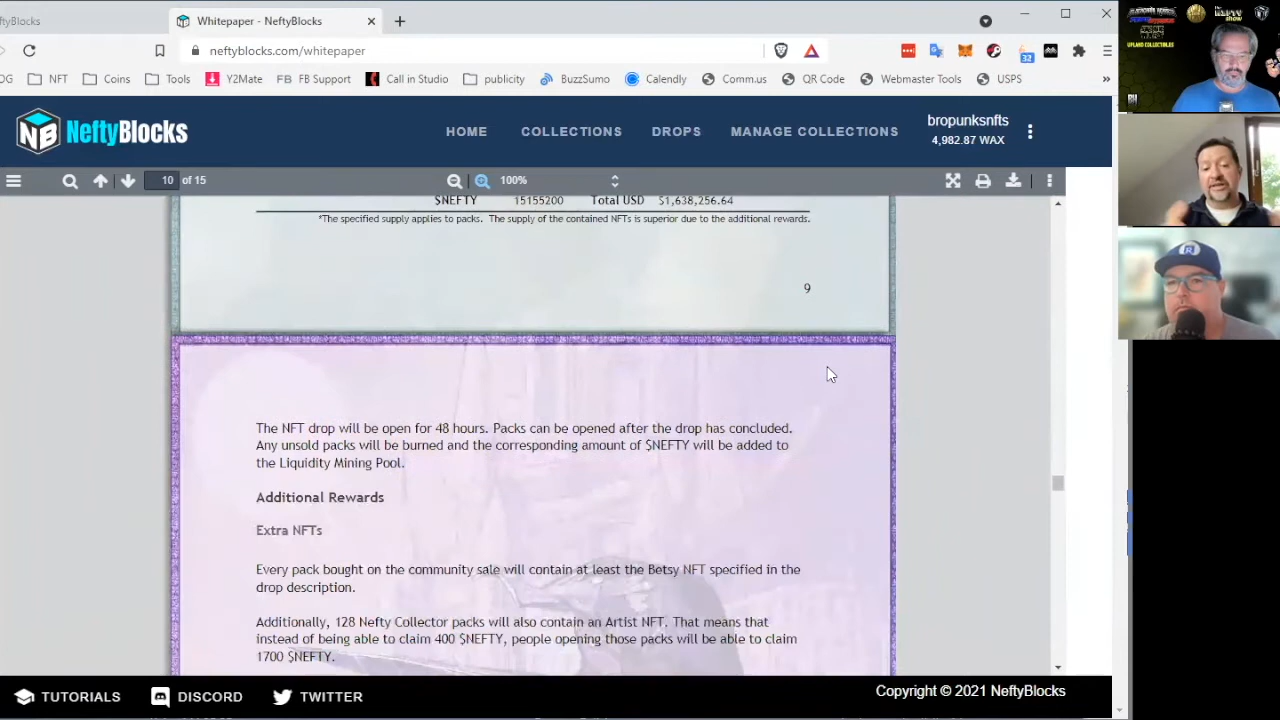 ftyBlocks
Whitepaper - NeftyBlocks
neftyblocks.com/whitepaper
32
OG
NFT
Coins
Tools
Y2Mate
FB
FB Support
Call in Studio
publicity
BuzzSumo
Calendly
Comm.us
QR Code
Webmaster Tools
USPS
UPLAND COLLECTIBLES
NB NeftyBlocks
HOME
COLLECTIONS
DROPS
MANAGE COLLECTIONS
bropunksnfts
4,982.87 WAX
10 of 15
100%
$NEFTY 15155200 Total USD $1,638,256.64
*The specified supply applies to packs. The supply of the contained NFTs is superior due to the additional rewards.
9
The NFT drop will be open for 48 hours. Packs can be opened after the drop has concluded.
Any unsold packs will be burned and the corresponding amount of $NEFTY will be added to
the Liquidity Mining Pool.
Additional Rewards
Extra NFTs
Every pack bought on the community sale will contain at least the Betsy NFT specified in the
drop description.
Additionally, 128 Nefty Collector packs will also contain an Artist NFT. That means that
instead of being able to claim 400 $NEFTY, people opening those packs will be able to claim
1700 $NEFTY.
TUTORIALS
DISCORD
TWITTER
Copyright © 2021 NeftyBlocks